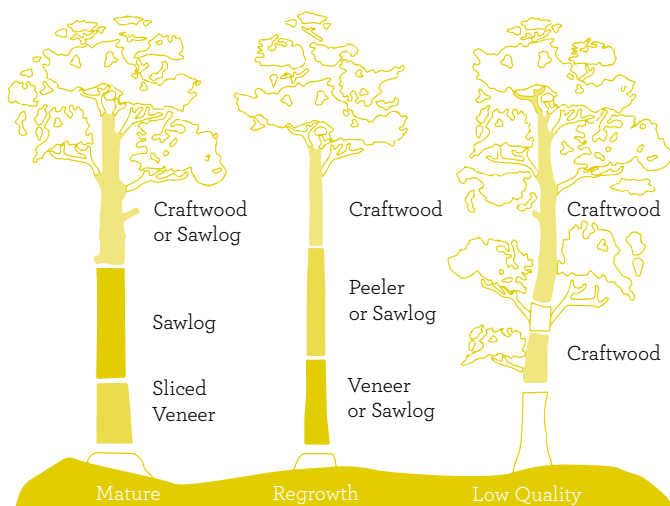 Craftwood
or Sawlog
Sawlog
Sliced
Veneer
Mature
Craftwood
Peeler
or Sawlog
Veneer
or Sawlog
Regrowth
Craftwood
Craftwood
Low Quality